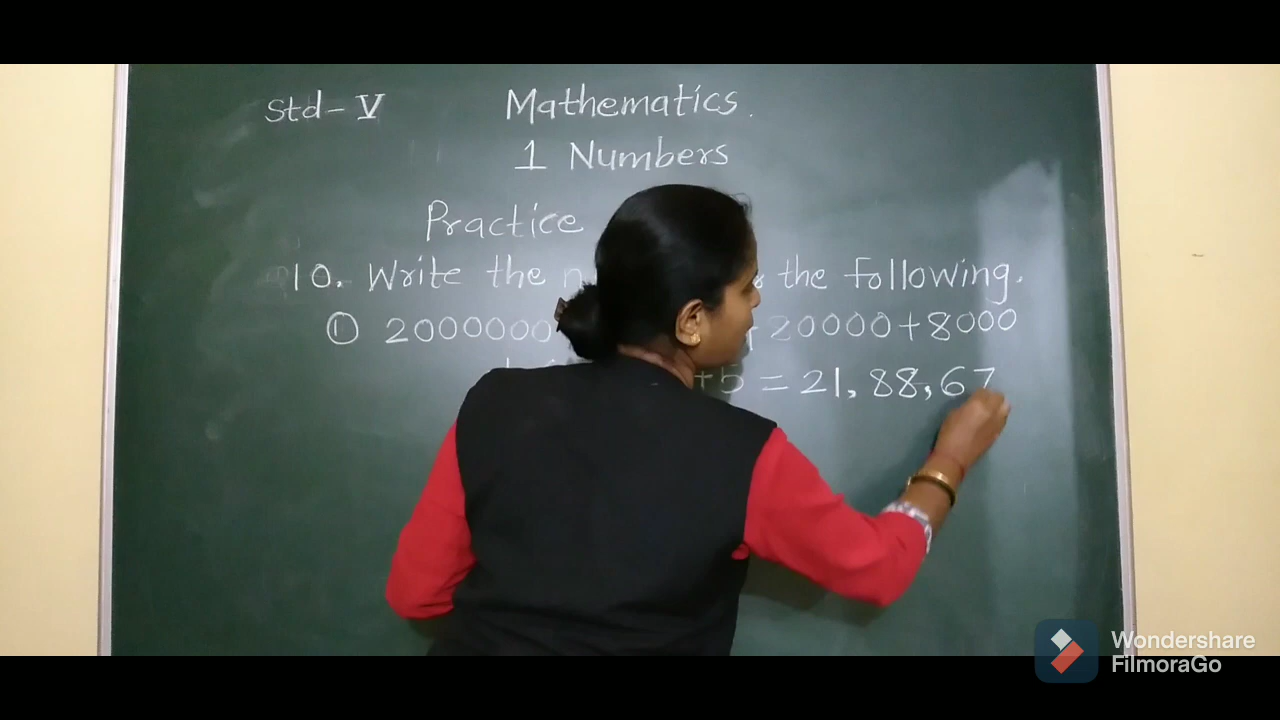 Std-V Mathematics.
1 Numbers
Practice
10. Write the the following.
① 2000000 20000+8000
+5 = 21,88,67
Wondershare
FilmoraGo